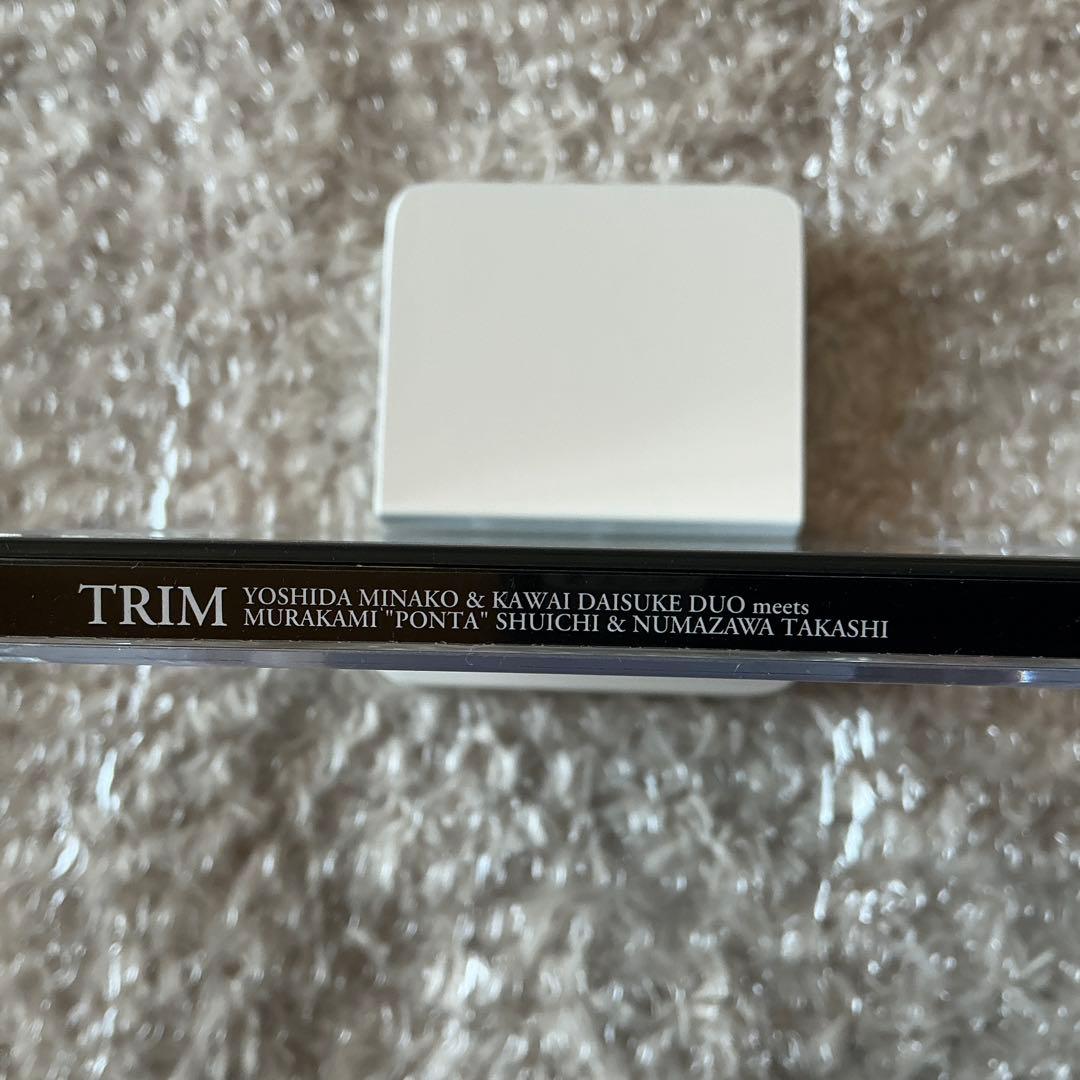 TRIM
YOSHIDA MINAKO & KAWAI DAISUKE DUO meets
MURAKAMI "PONTA" SHUICHI & NUMAZAWA TAKASHI